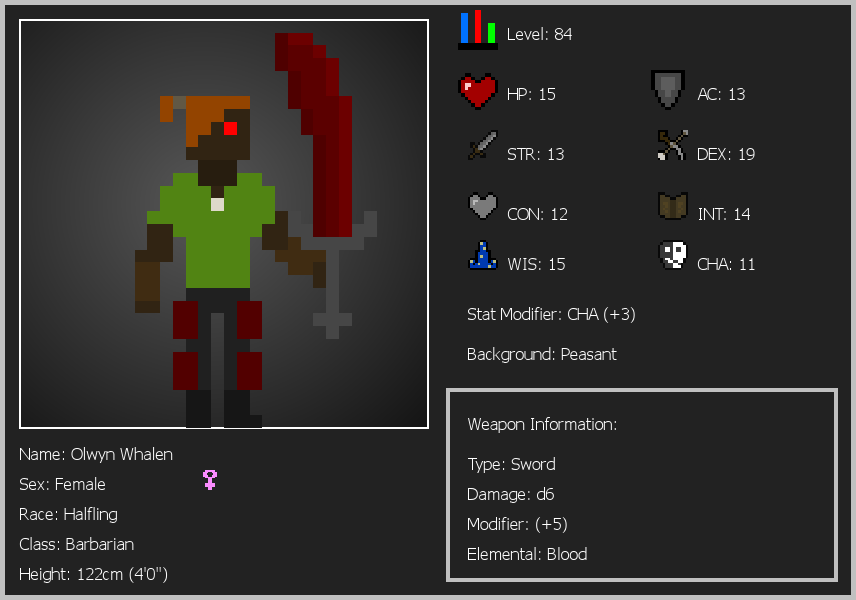 Level: 84
HP: 15
AC: 13
STR: 13
DEX: 19
CON: 12
INT: 14
WIS: 15
CHA: 11
Stat Modifier: CHA (+3)
Background: Peasant
Weapon Information:
Type: Sword
Damage: d6
Modifier: (+5)
Elemental: Blood
Name: Olwyn Whalen
Sex: Female
Race: Halfling
Class: Barbarian
Height: 122cm (4'0")